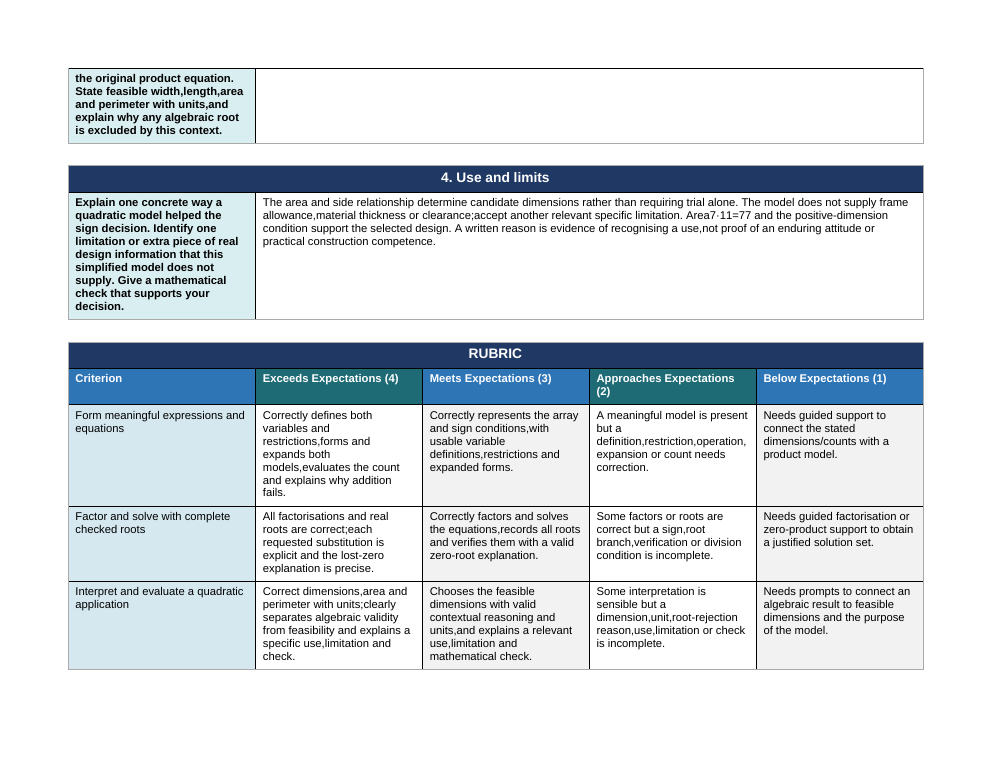 the original product equation.
State feasible width,length,area
and perimeter with units,and
explain why any algebraic root
is excluded by this context.
4. Use and limits
Explain one concrete way a
quadratic model helped the
sign decision. Identify one
limitation or extra piece of real
design information that this
simplified model does not
supply. Give a mathematical
check that supports your
decision.
The area and side relationship determine candidate dimensions rather than requiring trial alone. The model does not supply frame
allowance,material thickness or clearance;accept another relevant specific limitation. Area7·11=77 and the positive-dimension
condition support the selected design. A written reason is evidence of recognising a use,not proof of an enduring attitude or
practical construction competence.
RUBRIC
Criterion
Exceeds Expectations (4)
Meets Expectations (3)
Approaches Expectations
(2)
Below Expectations (1)
Form meaningful expressions and
equations
Correctly defines both
variables and
restrictions,forms and
expands both
models,evaluates the count
and explains why addition
fails.
Correctly represents the array
and sign conditions,with
usable variable
definitions,restrictions and
expanded forms.
A meaningful model is present
but a
definition,restriction,operation,
expansion or count needs
correction.
Needs guided support to
connect the stated
dimensions/counts with a
product model.
Factor and solve with complete
checked roots
All factorisations and real
roots are correct;each
requested substitution is
explicit and the lost-zero
explanation is precise.
Correctly factors and solves
the equations,records all roots
and verifies them with a valid
zero-root explanation.
Some factors or roots are
correct but a sign,root
branch,verification or division
condition is incomplete.
Needs guided factorisation or
zero-product support to obtain
a justified solution set.
Interpret and evaluate a quadratic
application
Correct dimensions,area and
perimeter with units;clearly
separates algebraic validity
from feasibility and explains a
specific use,limitation and
check.
Chooses the feasible
dimensions with valid
contextual reasoning and
units,and explains a relevant
use,limitation and
mathematical check.
Some interpretation is
sensible but a
dimension,unit,root-rejection
reason,use,limitation or check
is incomplete.
Needs prompts to connect an
algebraic result to feasible
dimensions and the purpose
of the model.